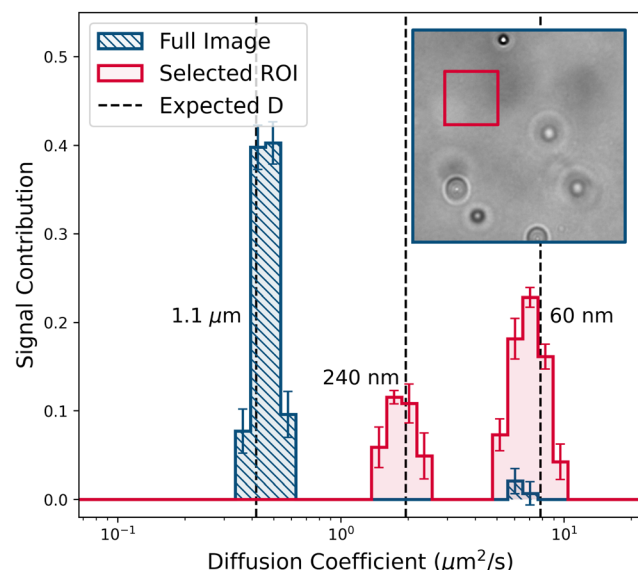 Full Image
Selected ROI
Expected D
0.5
0.4
0.3
0.2
0.1
0.0
Signal Contribution
1.1 μm
240 nm
60 nm
10⁻¹
10⁰
10¹
Diffusion Coefficient (μm²/s)